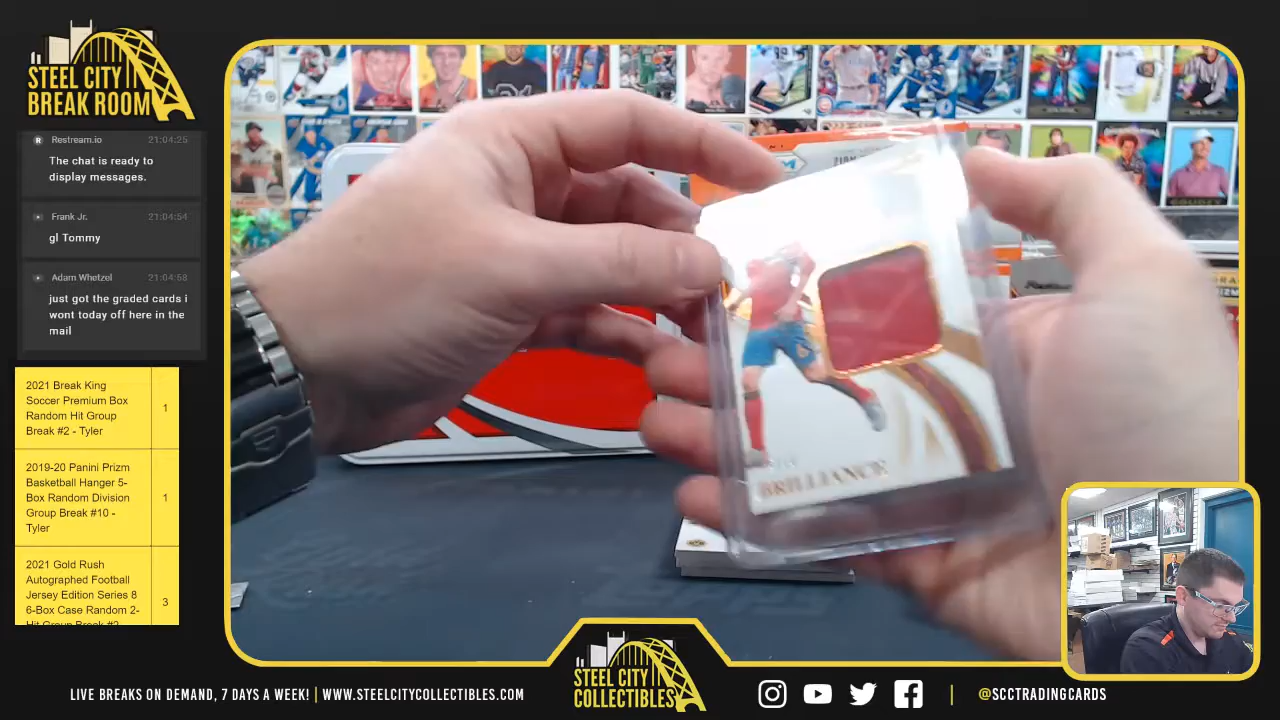 STEEL CITY
BREAK ROOM
Restream.io 21:04:25
The chat is ready to
display messages.
Frank Jr. 21:04:54
gl Tommy
Adam Whetzel 21:04:58
just got the graded cards i
wont today off here in the
mail
2021 Break King
Soccer Premium Box
Random Hit Group
Break #2 - Tyler
1
2019-20 Panini Prizm
Basketball Hanger 5-
Box Random Division
Group Break #10 -
Tyler
1
2021 Gold Rush
Autographed Football
Jersey Edition Series 8
6-Box Case Random 2-
Hit Group Break #2
3
BRILLIANCE
STEEL CITY
COLLECTIBLES
LIVE BREAKS ON DEMAND, 7 DAYS A WEEK! | WWW.STEELCITYCOLLECTIBLES.COM
| @SCCTRADINGCARDS